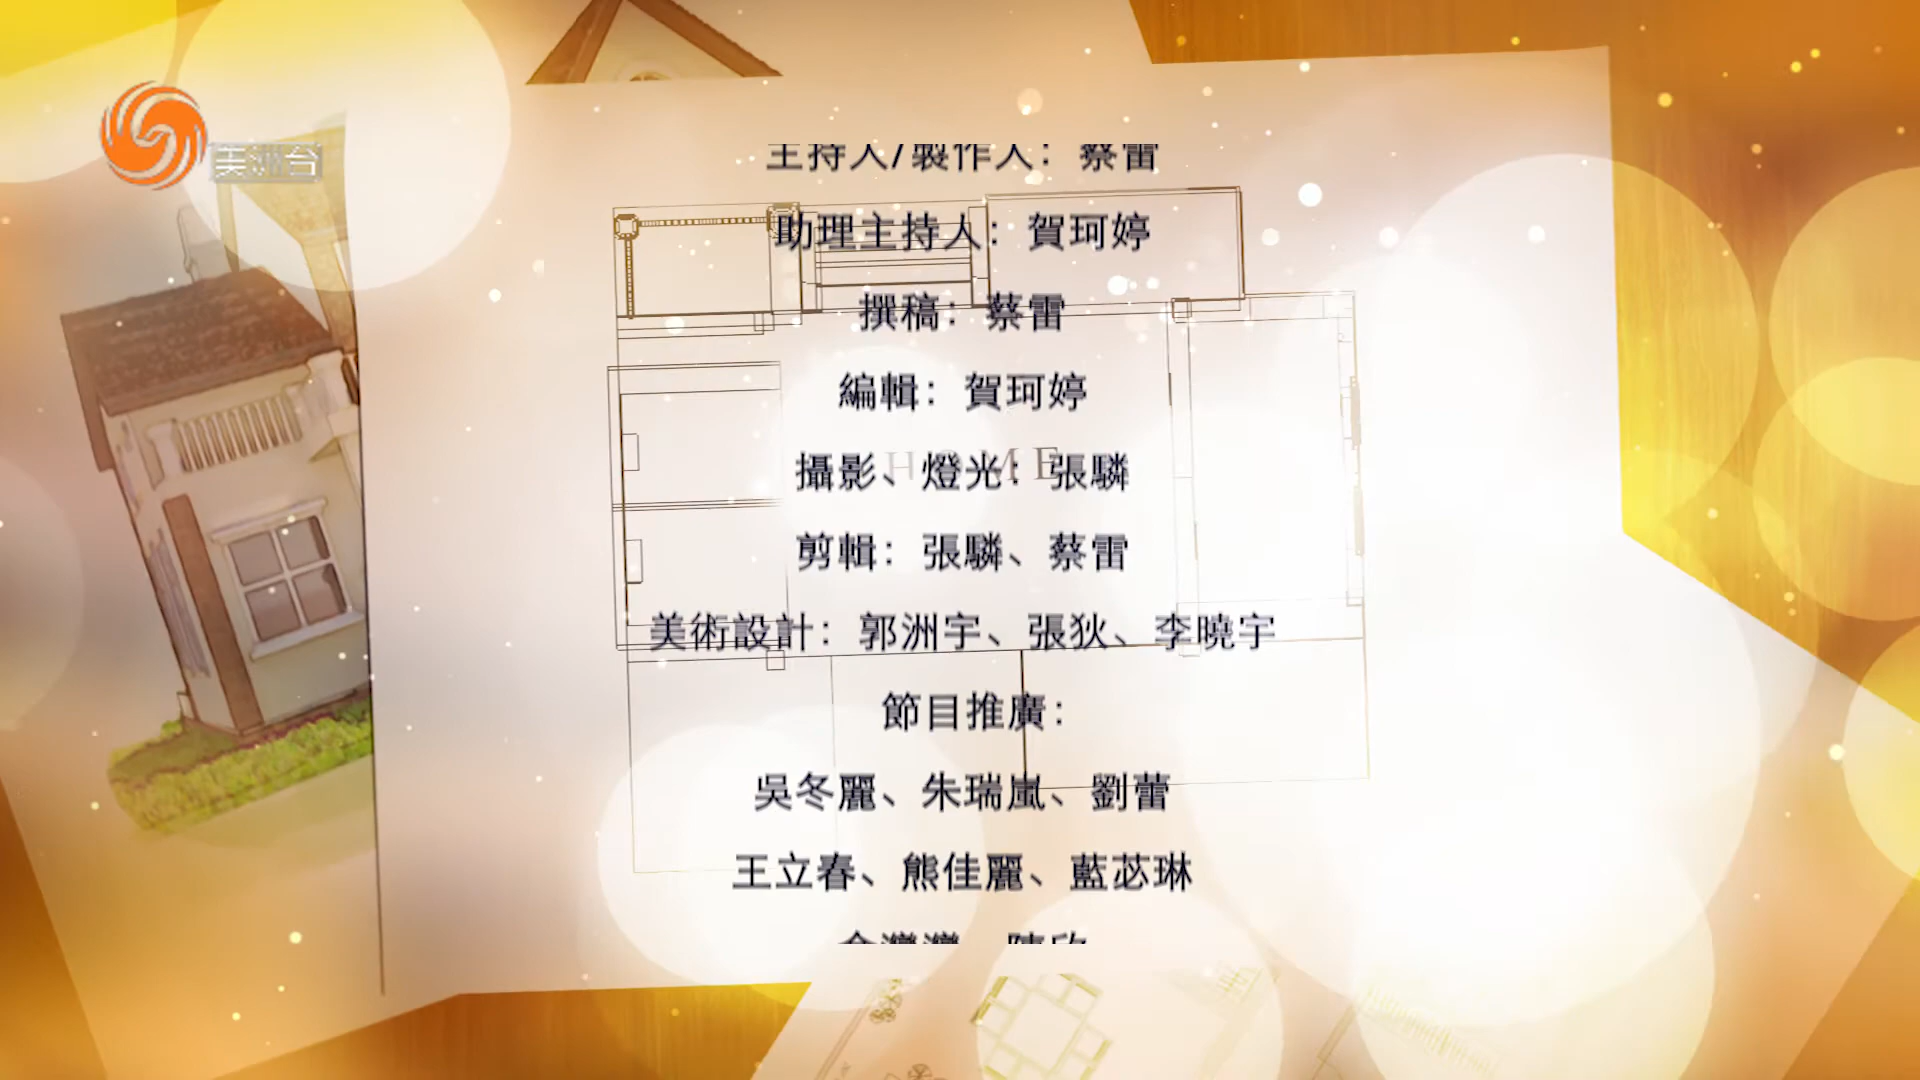 美洲台
主持人/製作人：蔡雷
助理主持人：賀珂婷
撰稿：蔡雷
編輯：賀珂婷
HOME
攝影、燈光：張驎
剪輯：張驎、蔡雷
美術設計：郭洲宇、張狄、李曉宇
節目推廣：
吳冬麗、朱瑞嵐、劉蕾
王立春、熊佳麗、藍苾琳